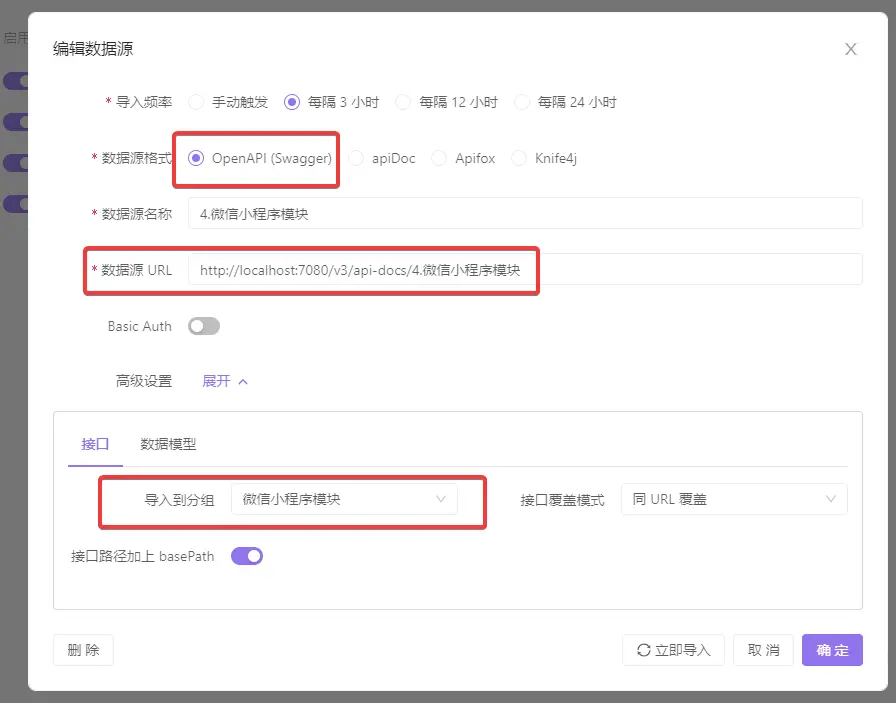 启用
编辑数据源
* 导入频率 手动触发 每隔 3 小时 每隔 12 小时 每隔 24 小时
* 数据源格式 OpenAPI (Swagger) apiDoc Apifox Knife4j
* 数据源名称 4.微信小程序模块
* 数据源 URL http://localhost:7080/v3/api-docs/4.微信小程序模块
Basic Auth
高级设置 展开
接口 数据模型
导入到分组 微信小程序模块 接口覆盖模式 同 URL 覆盖
接口路径加上 basePath
删 除 立即导入 取 消 确 定